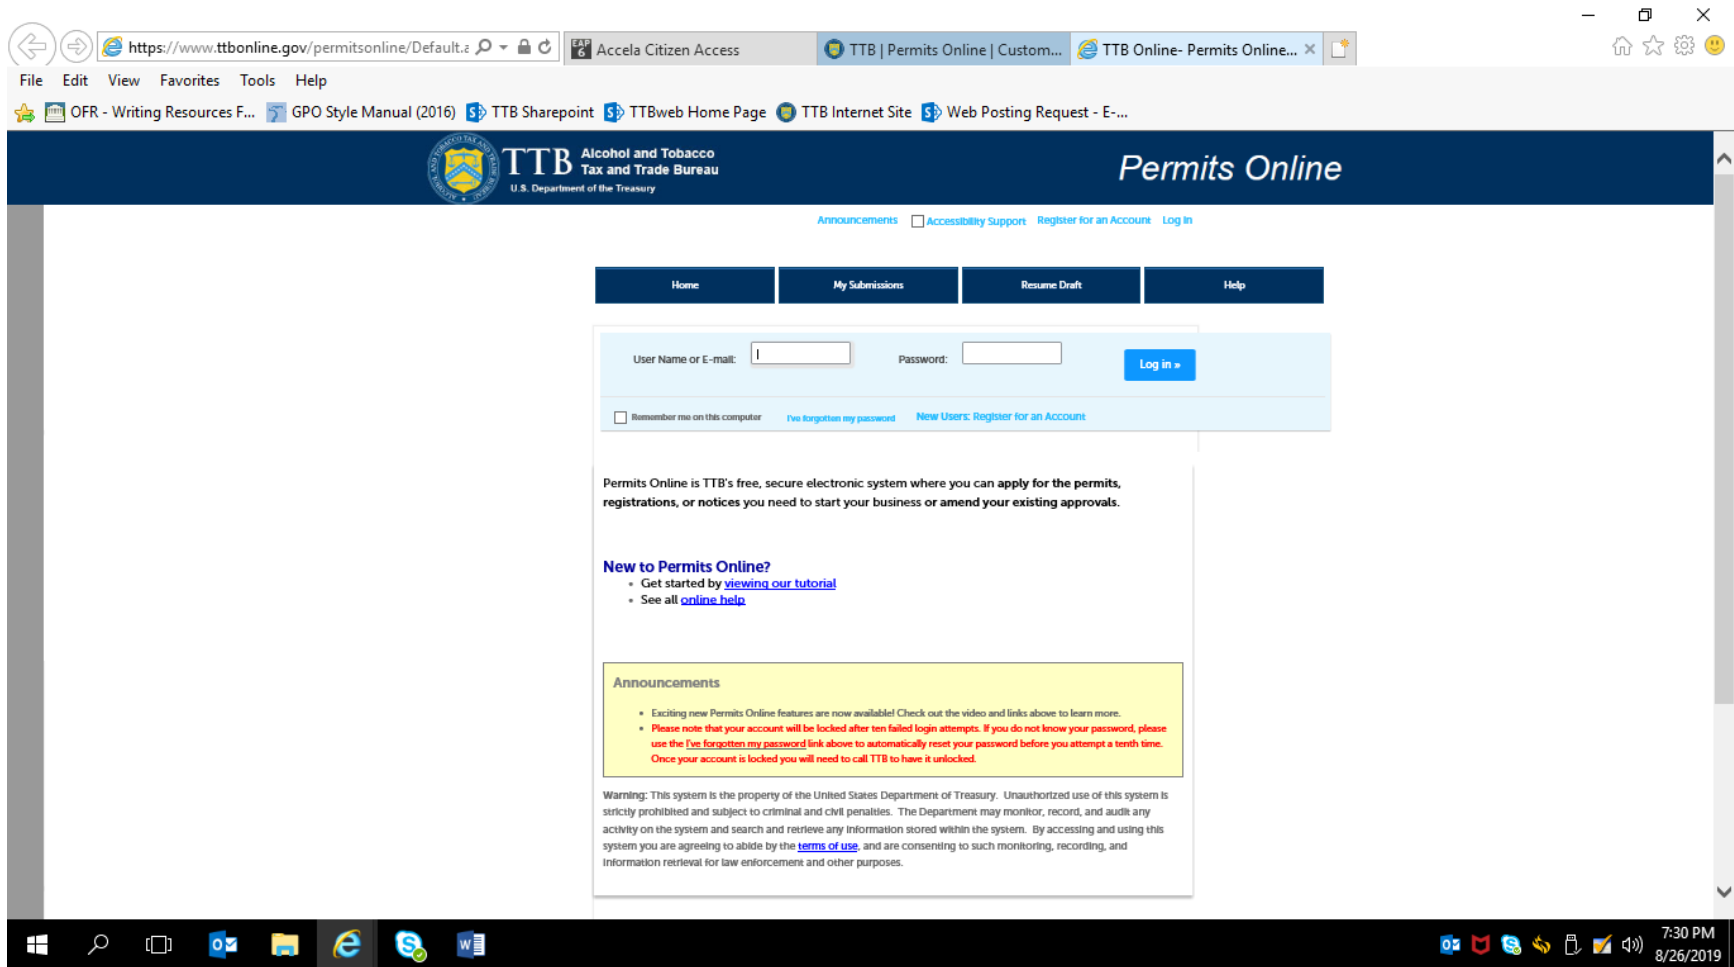 https://www.ttbonline.gov/permitsonline/Default.a
Accela Citizen Access
TTB | Permits Online | Custom...
TTB Online- Permits Online...
File Edit View Favorites Tools Help
OFR - Writing Resources F... GPO Style Manual (2016) TTB Sharepoint TTBweb Home Page TTB Internet Site Web Posting Request - E-...
TTB
Alcohol and Tobacco
Tax and Trade Bureau
U.S. Department of the Treasury
Permits Online
Announcements Accessibility Support Register for an Account Log In
Home My Submissions Resume Draft Help
User Name or E-mail: Password: Log in »
Remember me on this computer I've forgotten my password New Users: Register for an Account
Permits Online is TTB's free, secure electronic system where you can apply for the permits,
registrations, or notices you need to start your business or amend your existing approvals.
New to Permits Online?
• Get started by viewing our tutorial
• See all online help
Announcements
• Exciting new Permits Online features are now available! Check out the video and links above to learn more.
• Please note that your account will be locked after ten failed login attempts. If you do not know your password, please
use the I've forgotten my password link above to automatically reset your password before you attempt a tenth time.
Once your account is locked you will need to call TTB to have it unlocked.
Warning: This system is the property of the United States Department of Treasury. Unauthorized use of this system is
strictly prohibited and subject to criminal and civil penalties. The Department may monitor, record, and audit any
activity on the system and search and retrieve any information stored within the system. By accessing and using this
system you are agreeing to abide by the terms of use, and are consenting to such monitoring, recording, and
information retrieval for law enforcement and other purposes.
7:30 PM
8/26/2019